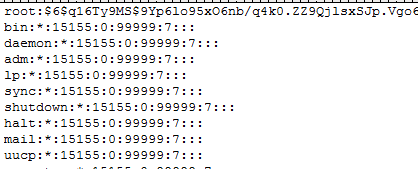 root:$6$q16Ty9MS$9Yp6lo95xO6nb/q4k0.ZZ9QjlsxSJp.Vgo6
bin:*:15155:0:99999:7:::
daemon:*:15155:0:99999:7:::
adm:*:15155:0:99999:7:::
lp:*:15155:0:99999:7:::
sync:*:15155:0:99999:7:::
shutdown:*:15155:0:99999:7:::
halt:*:15155:0:99999:7:::
mail:*:15155:0:99999:7:::
uucp:*:15155:0:99999:7:::